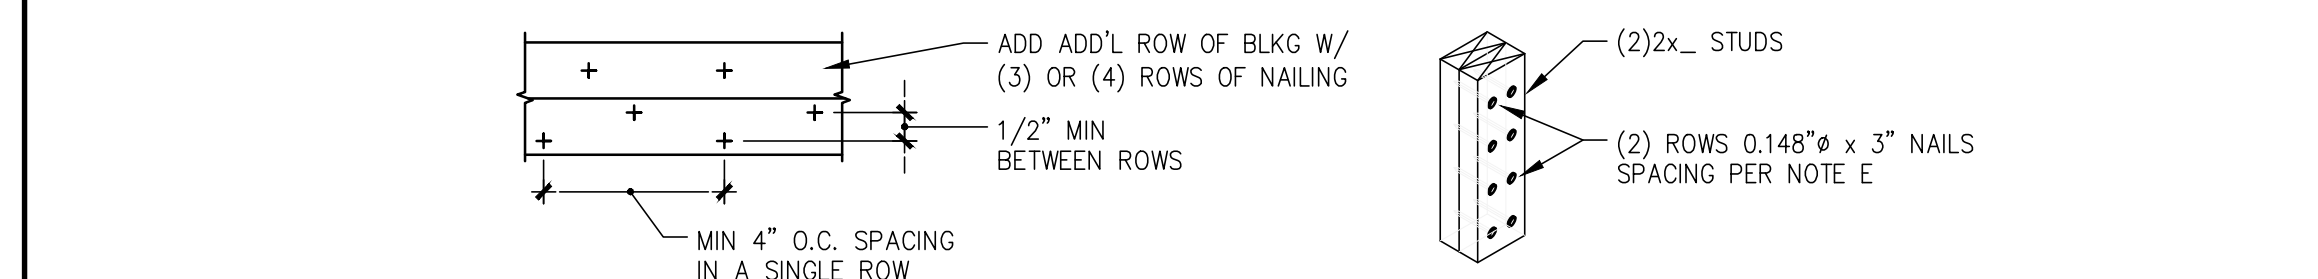 ADD ADD'L ROW OF BLKG W/
(3) OR (4) ROWS OF NAILING
1/2" MIN
BETWEEN ROWS
MIN 4" O.C. SPACING
IN A SINGLE ROW
(2)2x_ STUDS
(2) ROWS 0.148"ø x 3" NAILS
SPACING PER NOTE E